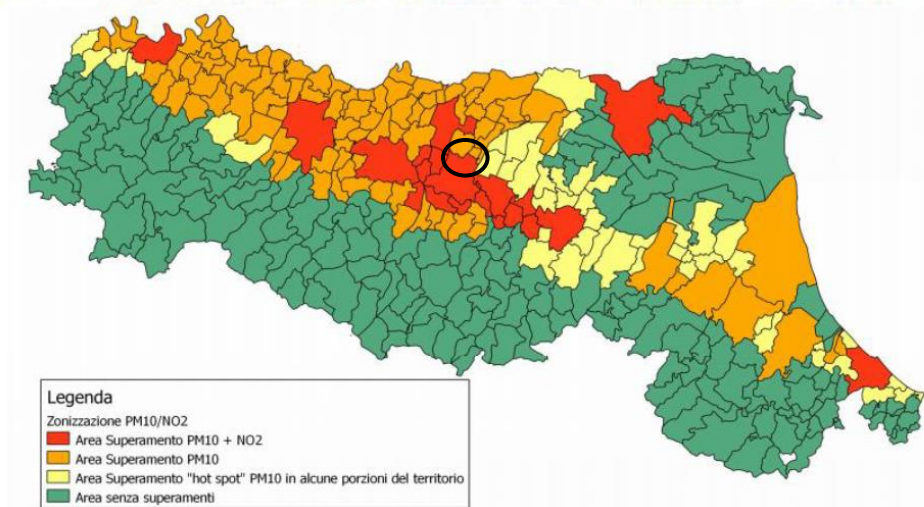 Legenda
Zonizzazione PM10/NO2
Area Superamento PM10 + NO2
Area Superamento PM10
Area Superamento "hot spot" PM10 in alcune porzioni del territorio
Area senza superamenti